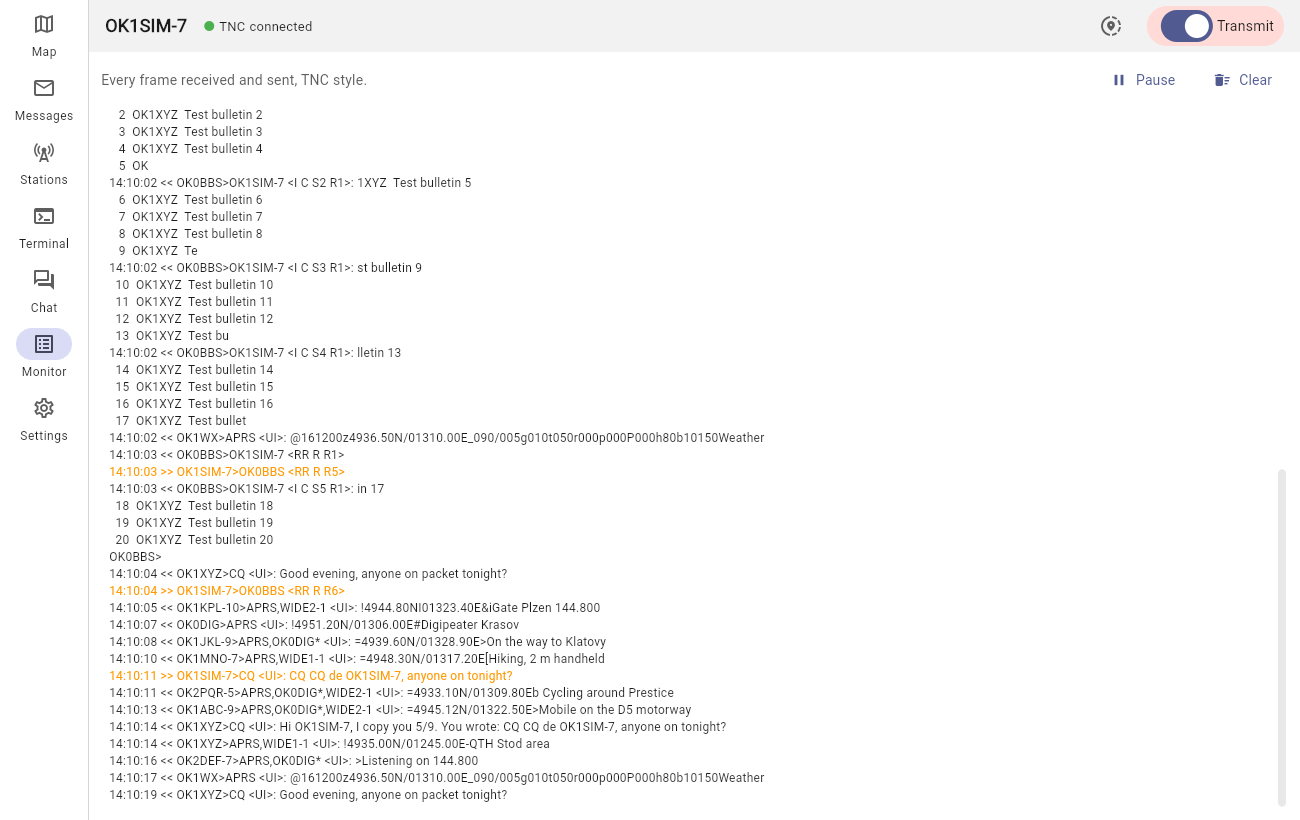 OK1SIM-7
TNC connected
Transmit
Map
Messages
Stations
Terminal
Chat
Monitor
Settings
Every frame received and sent, TNC style.
Pause
Clear
2  OK1XYZ  Test bulletin 2
3  OK1XYZ  Test bulletin 3
4  OK1XYZ  Test bulletin 4
5  OK
14:10:02 << OK0BBS>OK1SIM-7 <I C S2 R1>: 1XYZ  Test bulletin 5
6  OK1XYZ  Test bulletin 6
7  OK1XYZ  Test bulletin 7
8  OK1XYZ  Test bulletin 8
9  OK1XYZ  Te
14:10:02 << OK0BBS>OK1SIM-7 <I C S3 R1>: st bulletin 9
10  OK1XYZ  Test bulletin 10
11  OK1XYZ  Test bulletin 11
12  OK1XYZ  Test bulletin 12
13  OK1XYZ  Test bu
14:10:02 << OK0BBS>OK1SIM-7 <I C S4 R1>: lletin 13
14  OK1XYZ  Test bulletin 14
15  OK1XYZ  Test bulletin 15
16  OK1XYZ  Test bulletin 16
17  OK1XYZ  Test bullet
14:10:02 << OK1WX>APRS <UI>: @161200z4936.50N/01310.00E_090/005g010t050r000p000P000h80b10150Weather
14:10:03 << OK0BBS>OK1SIM-7 <RR R R1>
14:10:03 >> OK1SIM-7>OK0BBS <RR R R5>
14:10:03 << OK0BBS>OK1SIM-7 <I C S5 R1>: in 17
18  OK1XYZ  Test bulletin 18
19  OK1XYZ  Test bulletin 19
20  OK1XYZ  Test bulletin 20
OK0BBS>
14:10:04 << OK1XYZ>CQ <UI>: Good evening, anyone on packet tonight?
14:10:04 >> OK1SIM-7>OK0BBS <RR R R6>
14:10:05 << OK1KPL-10>APRS,WIDE2-1 <UI>: !4944.80NI01323.40E&iGate Plzen 144.800
14:10:07 << OK0DIG>APRS <UI>: !4951.20N/01306.00E#Digipeater Krasov
14:10:08 << OK1JKL-9>APRS,OK0DIG* <UI>: =4939.60N/01328.90E>On the way to Klatovy
14:10:10 << OK1MNO-7>APRS,WIDE1-1 <UI>: =4948.30N/01317.20E[Hiking, 2 m handheld
14:10:11 >> OK1SIM-7>CQ <UI>: CQ CQ de OK1SIM-7, anyone on tonight?
14:10:11 << OK2PQR-5>APRS,OK0DIG*,WIDE2-1 <UI>: =4933.10N/01309.80Eb Cycling around Prestice
14:10:13 << OK1ABC-9>APRS,OK0DIG*,WIDE2-1 <UI>: =4945.12N/01322.50E>Mobile on the D5 motorway
14:10:14 << OK1XYZ>CQ <UI>: Hi OK1SIM-7, I copy you 5/9. You wrote: CQ CQ de OK1SIM-7, anyone on tonight?
14:10:14 << OK1XYZ>APRS,WIDE1-1 <UI>: !4935.00N/01245.00E-QTH Stod area
14:10:16 << OK2DEF-7>APRS,OK0DIG* <UI>: >Listening on 144.800
14:10:17 << OK1WX>APRS <UI>: @161200z4936.50N/01310.00E_090/005g010t050r000p000P000h80b10150Weather
14:10:19 << OK1XYZ>CQ <UI>: Good evening, anyone on packet tonight?